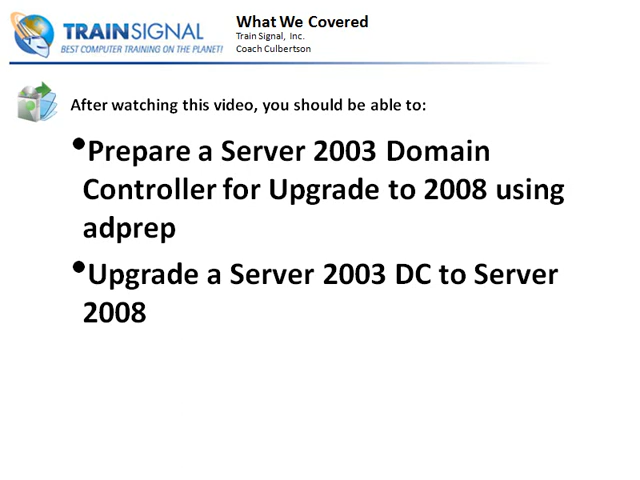 TRAINSIGNAL
BEST COMPUTER TRAINING ON THE PLANET!
What We Covered
Train Signal, Inc.
Coach Culbertson
After watching this video, you should be able to:
•Prepare a Server 2003 Domain
Controller for Upgrade to 2008 using
adprep
•Upgrade a Server 2003 DC to Server
2008